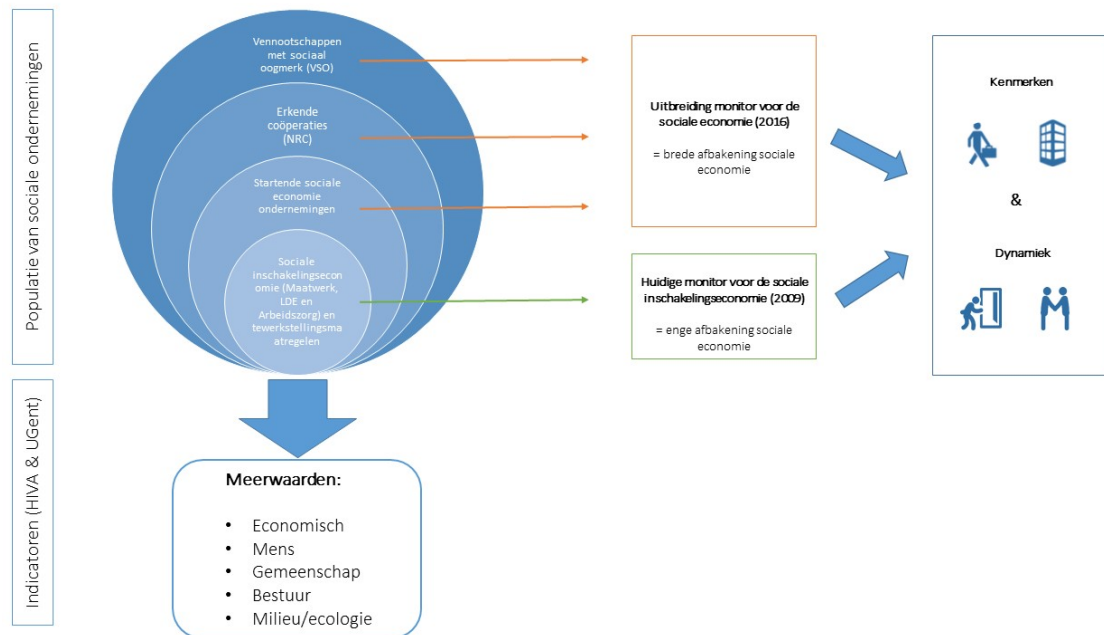 Populatie van sociale ondernemingen
Vennootschappen
met sociaal
oogmerk (VSO)
Erkende
coöperaties
(NRC)
Startende sociale
economie
ondernemingen
Sociale
inschakelingsecon
omie (Maatwerk,
LDE en
Arbeidszorg) en
tewerkstellingsma
atregelen
Uitbreiding monitor voor de
sociale economie (2016)
= brede afbakening sociale
economie
Huidige monitor voor de sociale
inschakelingseconomie (2009)
= enge afbakening sociale
economie
Kenmerken
&
Dynamiek
Indicatoren (HIVA & UGent)
Meerwaarden:
• Economisch
• Mens
• Gemeenschap
• Bestuur
• Milieu/ecologie